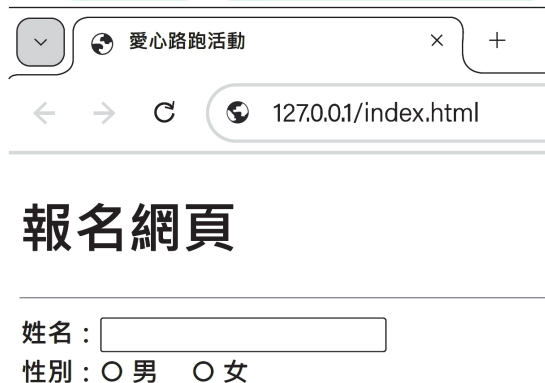 愛心路跑活動
127.0.0.1/index.html
報名網頁
姓名：
性別：○男 ○女